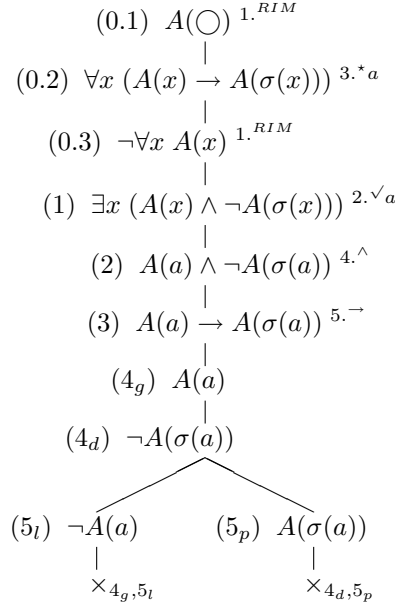 (0.1) A(◯) 1.RIM
(0.2) ∀x (A(x) → A(σ(x))) 3.⋆a
(0.3) ¬∀x A(x) 1.RIM
(1) ∃x (A(x) ∧ ¬A(σ(x))) 2.√a
(2) A(a) ∧ ¬A(σ(a)) 4.∧
(3) A(a) → A(σ(a)) 5.→
(4g) A(a)
(4d) ¬A(σ(a))
(5l) ¬A(a) (5p) A(σ(a))
×4g,5l ×4d,5p